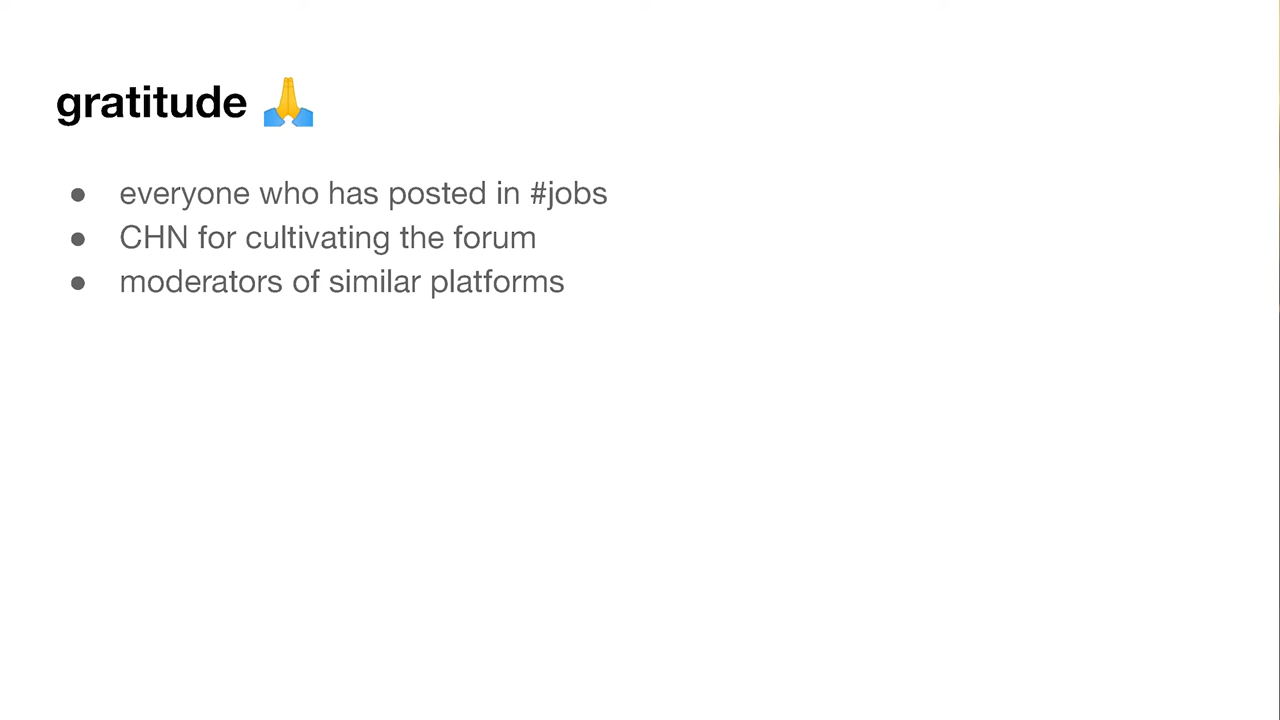 gratitude 🙏
● everyone who has posted in #jobs
● CHN for cultivating the forum
● moderators of similar platforms